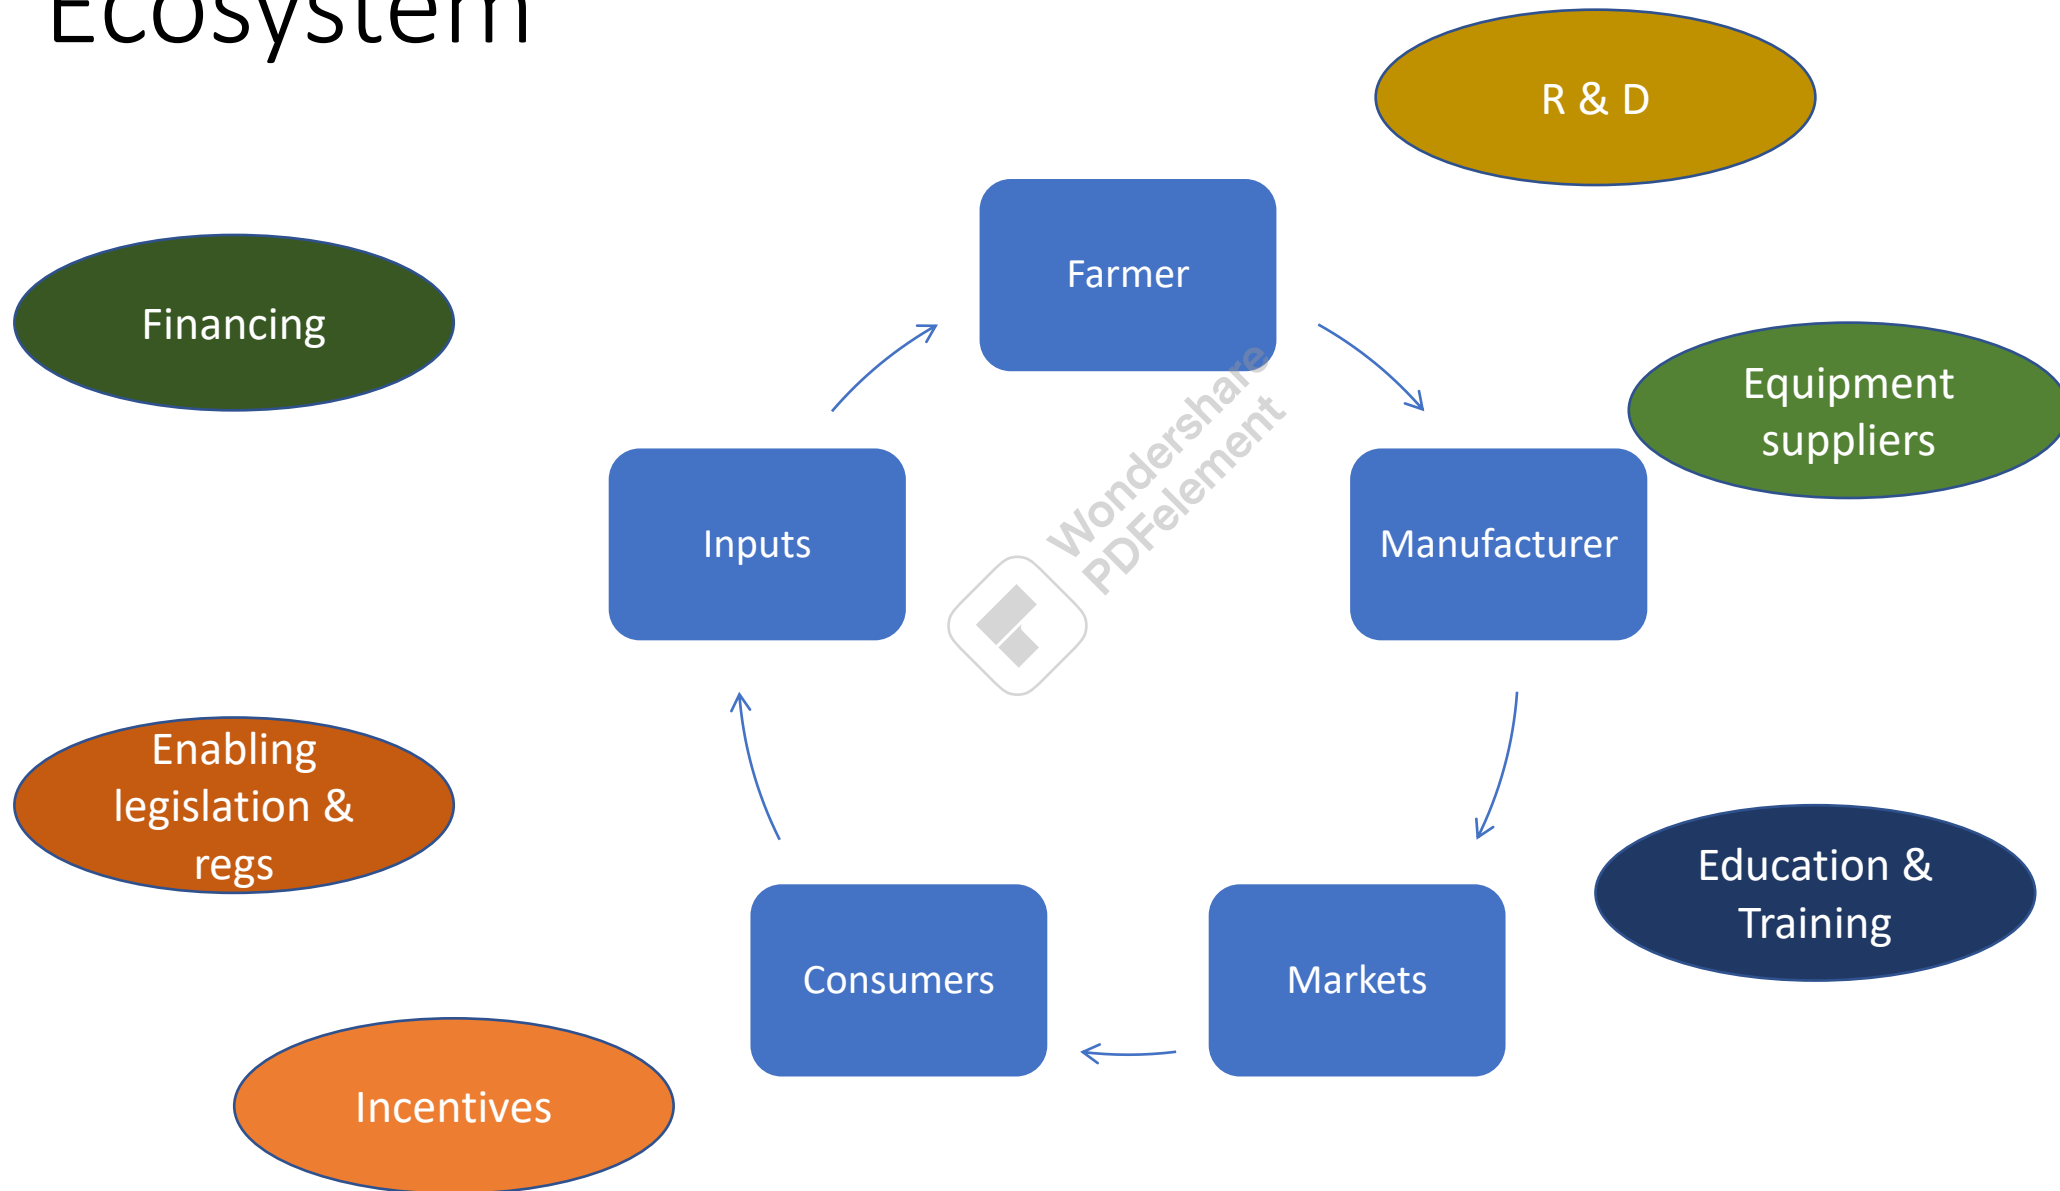 Ecosystem
R & D
Farmer
Financing
Equipment
suppliers
Wondershare
PDFelement
Inputs
Manufacturer
Enabling
legislation &
regs
Education &
Training
Consumers
Markets
Incentives